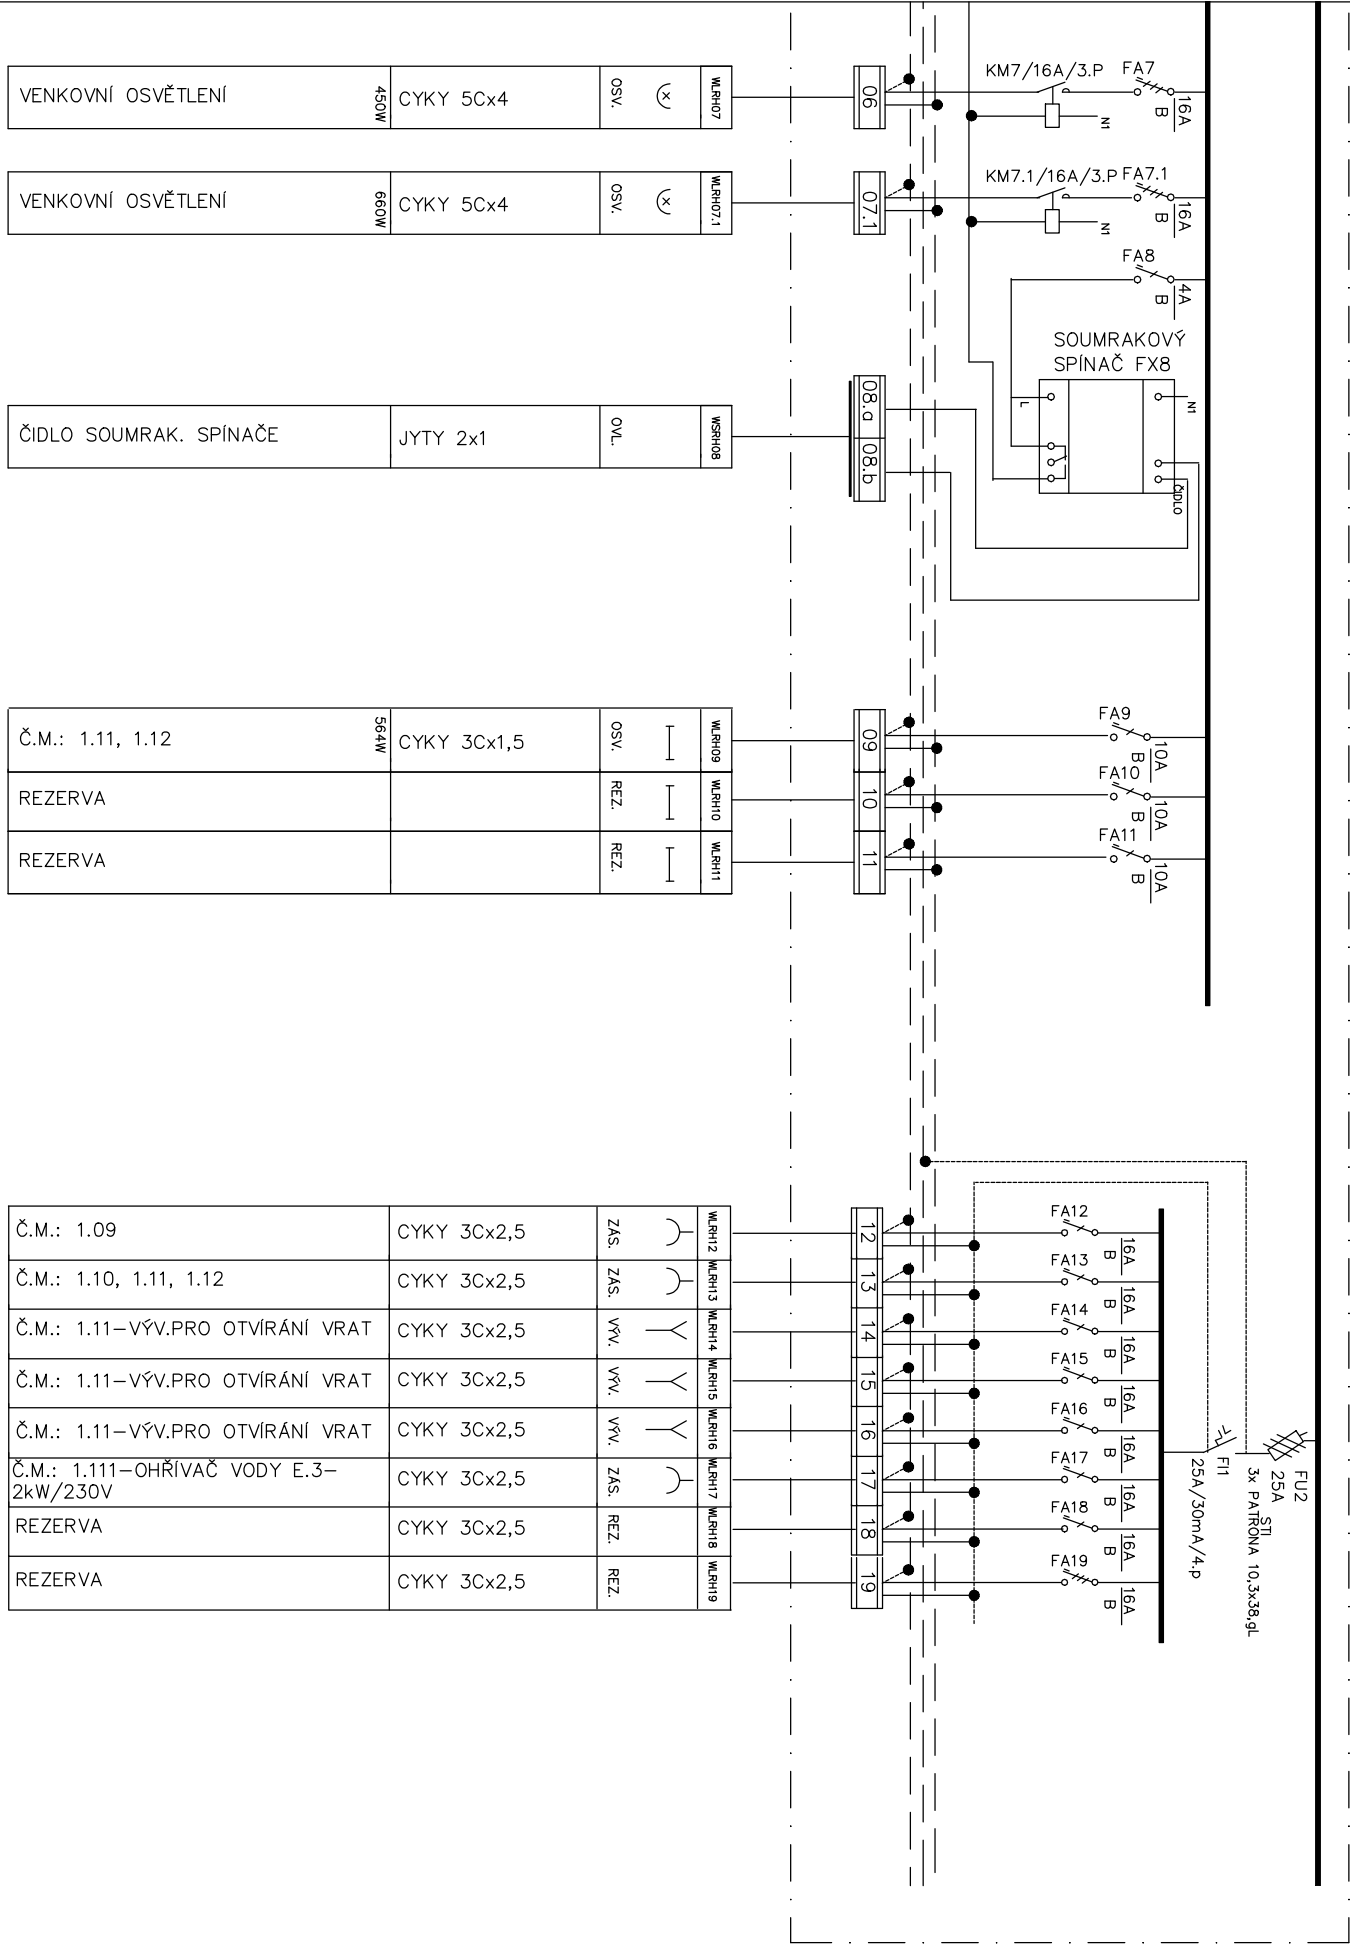 VENKOVNÍ OSVĚTLENÍ
450W
CYKY 5Cx4
OSV.
WLRH07
06
KM7/16A/3.P
FA7
16A
B
N1
VENKOVNÍ OSVĚTLENÍ
660W
CYKY 5Cx4
OSV.
WLRH07.1
07.1
KM7.1/16A/3.P
FA7.1
16A
B
N1
FA8
4A
B
SOUMRAKOVÝ
SPÍNAČ FX8
L
N1
ČIDLO
ČIDLO SOUMRAK. SPÍNAČE
JYTY 2x1
OVL.
WSRH08
08.a
08.b
Č.M.: 1.11, 1.12
564W
CYKY 3Cx1,5
OSV.
WLRH09
09
FA9
10A
B
REZERVA
REZ.
WLRH10
10
FA10
10A
B
REZERVA
REZ.
WLRH11
11
FA11
10A
B
Č.M.: 1.09
CYKY 3Cx2,5
ZÁS.
WLRH12
12
FA12
16A
B
Č.M.: 1.10, 1.11, 1.12
CYKY 3Cx2,5
ZÁS.
WLRH13
13
FA13
16A
B
Č.M.: 1.11-VÝV.PRO OTVÍRÁNÍ VRAT
CYKY 3Cx2,5
VÝV.
WLRH14
14
FA14
16A
B
Č.M.: 1.11-VÝV.PRO OTVÍRÁNÍ VRAT
CYKY 3Cx2,5
VÝV.
WLRH15
15
FA15
16A
B
Č.M.: 1.11-VÝV.PRO OTVÍRÁNÍ VRAT
CYKY 3Cx2,5
VÝV.
WLRH16
16
FA16
16A
B
Č.M.: 1.111-OHŘÍVAČ VODY E.3-
2kW/230V
CYKY 3Cx2,5
ZÁS.
WLRH17
17
FA17
16A
B
REZERVA
CYKY 3Cx2,5
REZ.
WLRH18
18
FA18
16A
B
REZERVA
CYKY 3Cx2,5
REZ.
WLRH19
19
FA19
16A
B
FI1
25A/30mA/4.p
FU2
25A
STI
3x PATRONA 10,3x38,gL